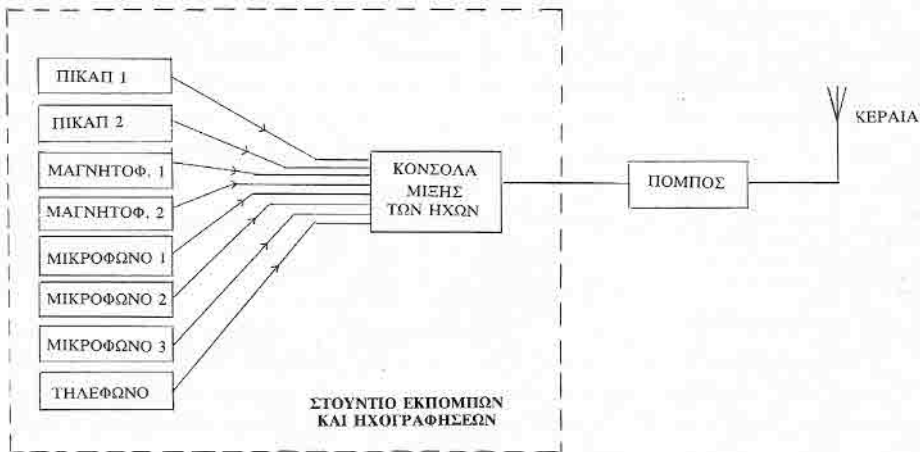 ΠΙΚΑΠ 1
ΠΙΚΑΠ 2
ΜΑΓΝΗΤΟΦ. 1
ΜΑΓΝΗΤΟΦ. 2
ΜΙΚΡΟΦΩΝΟ 1
ΜΙΚΡΟΦΩΝΟ 2
ΜΙΚΡΟΦΩΝΟ 3
ΤΗΛΕΦΩΝΟ
ΚΟΝΣΟΛΑ
ΜΙΞΗΣ
ΤΩΝ ΗΧΩΝ
ΠΟΜΠΟΣ
ΚΕΡΑΙΑ
ΣΤΟΥΝΤΙΟ ΕΚΠΟΜΠΩΝ
ΚΑΙ ΗΧΟΓΡΑΦΗΣΕΩΝ